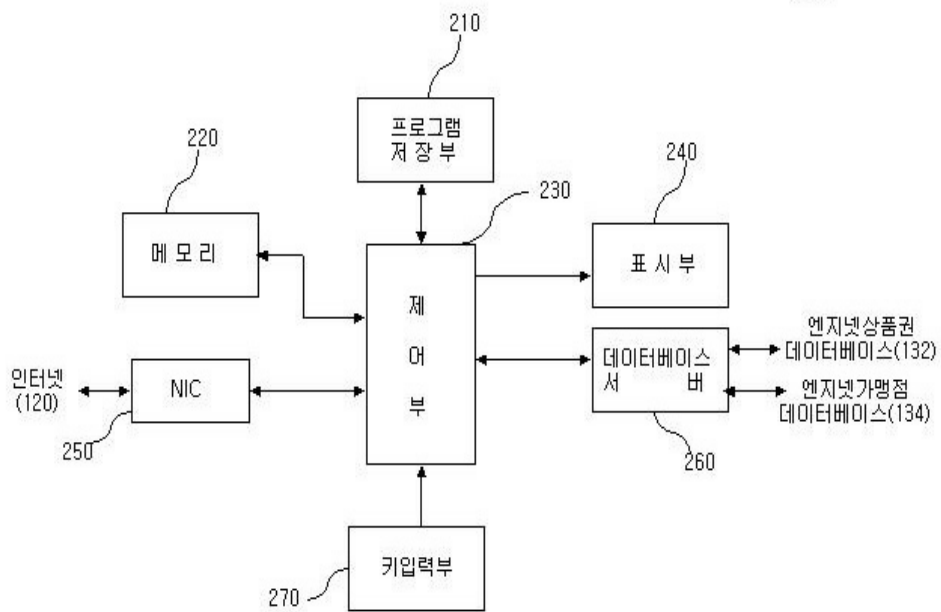 210
프로그램
저 장 부
220
메 모 리
230
240
표 시 부
제
어
부
엔지넷상품권
데이터베이스(132)
데이터베이스
서 버
엔지넷가맹점
데이터베이스(134)
260
인터넷
(120)
NIC
250
키입력부
270